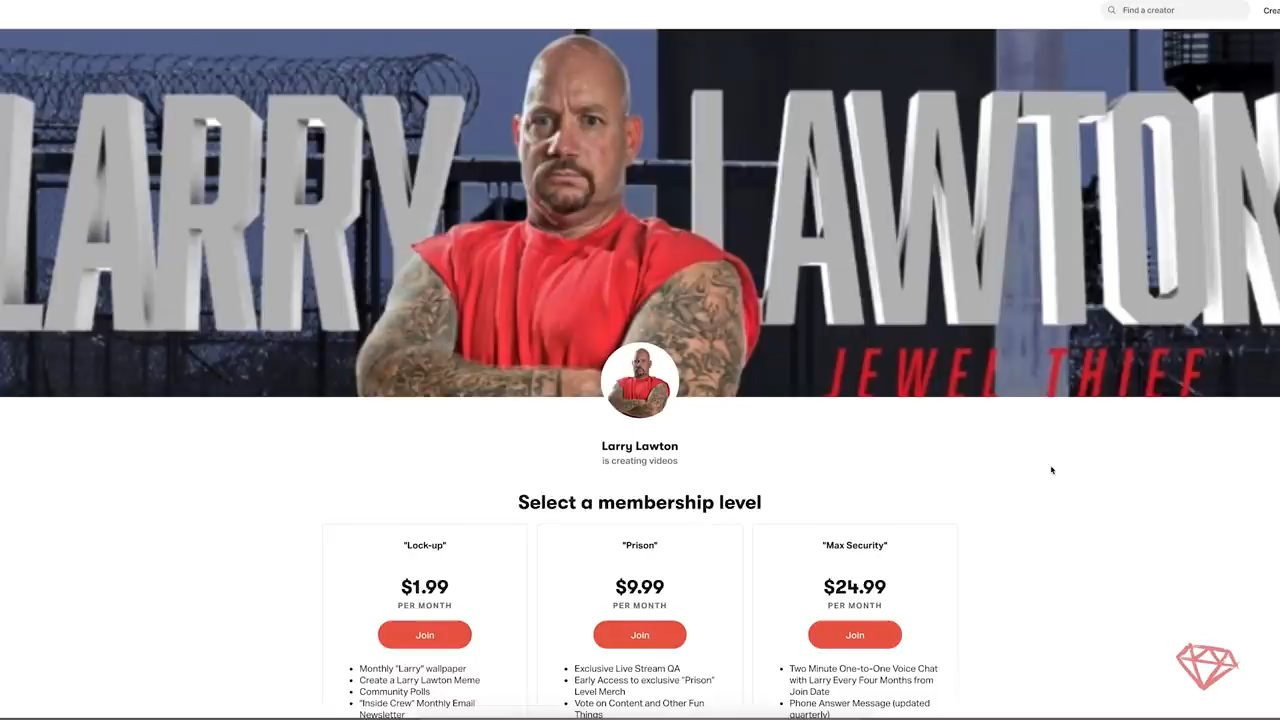 Find a creator
Crea
LARRY LAWTON
JEWEL THIEF
Larry Lawton
is creating videos
Select a membership level
"Lock-up"
$1.99
PER MONTH
Join
Monthly "Larry" wallpaper
Create a Larry Lawton Meme
Community Polls
"Inside Crew" Monthly Email
Newsletter
"Prison"
$9.99
PER MONTH
Join
Exclusive Live Stream QA
Early Access to exclusive "Prison"
Level Merch
Vote on Content and Other Fun
Things
"Max Security"
$24.99
PER MONTH
Join
Two Minute One-to-One Voice Chat
with Larry Every Four Months from
Join Date
Phone Answer Message (updated
quarterly)